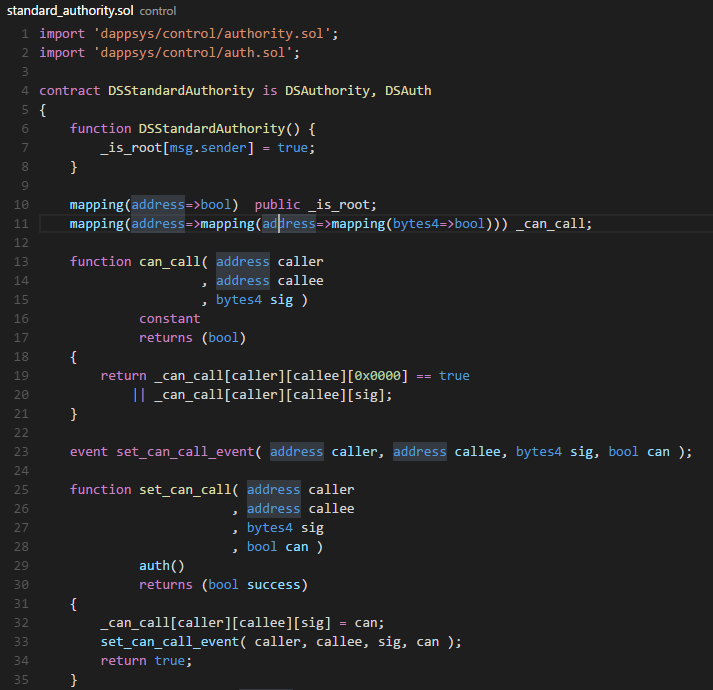 standard_authority.sol control
1 import 'dappsys/control/authority.sol';
2 import 'dappsys/control/auth.sol';
3
4 contract DSStandardAuthority is DSAuthority, DSAuth
5 {
6     function DSStandardAuthority() {
7         _is_root[msg.sender] = true;
8     }
9
10     mapping(address=>bool)  public _is_root;
11     mapping(address=>mapping(address=>mapping(bytes4=>bool))) _can_call;
12
13     function can_call( address caller
14                      , address callee
15                      , bytes4 sig )
16              constant
17              returns (bool)
18     {
19         return _can_call[caller][callee][0x0000] == true
20             || _can_call[caller][callee][sig];
21     }
22
23     event set_can_call_event( address caller, address callee, bytes4 sig, bool can );
24
25     function set_can_call( address caller
26                          , address callee
27                          , bytes4 sig
28                          , bool can )
29              auth()
30              returns (bool success)
31     {
32         _can_call[caller][callee][sig] = can;
33         set_can_call_event( caller, callee, sig, can );
34         return true;
35     }